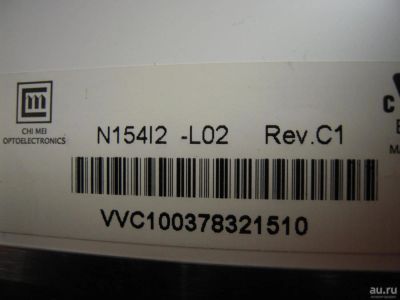 CHI MEI
OPTOELECTRONICS
N154I2 -L02 Rev.C1
VVC100378321510
au.ru